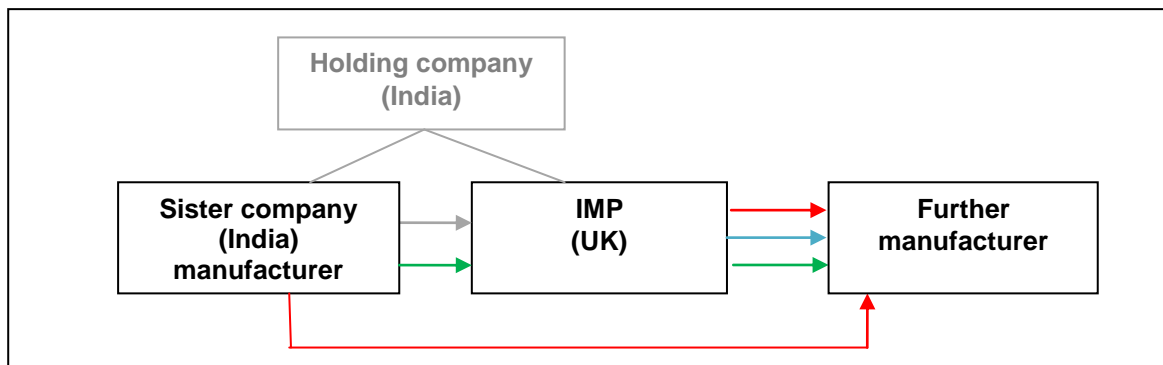 Holding company
(India)
Sister company
(India)
manufacturer
IMP
(UK)
Further
manufacturer